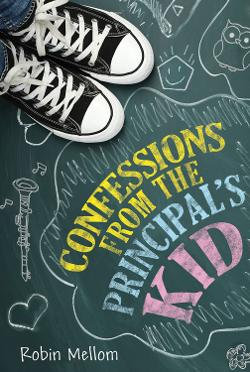 CONFESSIONS
FROM THE
PRINCIPAL'S
KID
Robin Mellom